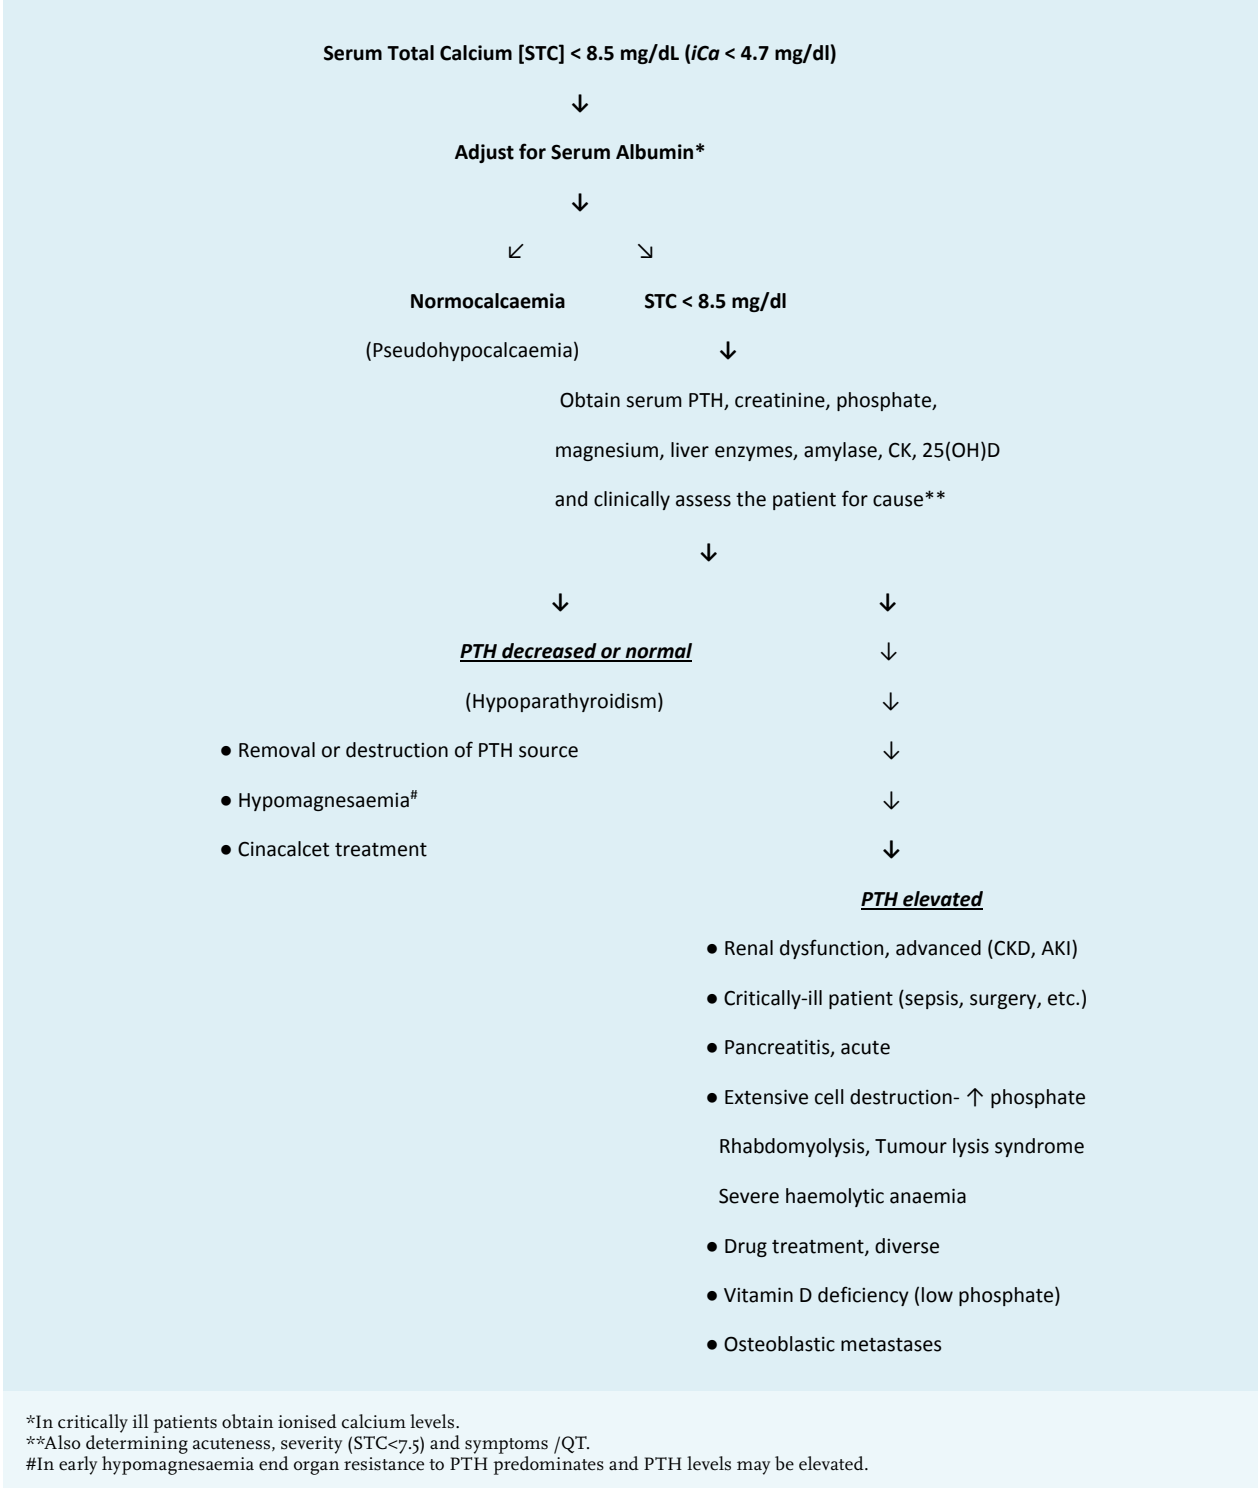 Serum Total Calcium [STC] < 8.5 mg/dL (iCa < 4.7 mg/dl)
↓
Adjust for Serum Albumin*
↓
↙ ↘
Normocalcaemia STC < 8.5 mg/dl
(Pseudohypocalcaemia) ↓
Obtain serum PTH, creatinine, phosphate,
magnesium, liver enzymes, amylase, CK, 25(OH)D
and clinically assess the patient for cause**
↓
↓ ↓
PTH decreased or normal ↓
(Hypoparathyroidism) ↓
● Removal or destruction of PTH source ↓
● Hypomagnesaemia# ↓
● Cinacalcet treatment ↓
PTH elevated
● Renal dysfunction, advanced (CKD, AKI)
● Critically-ill patient (sepsis, surgery, etc.)
● Pancreatitis, acute
● Extensive cell destruction- ↑ phosphate
Rhabdomyolysis, Tumour lysis syndrome
Severe haemolytic anaemia
● Drug treatment, diverse
● Vitamin D deficiency (low phosphate)
● Osteoblastic metastases
*In critically ill patients obtain ionised calcium levels.
**Also determining acuteness, severity (STC<7.5) and symptoms /QT.
#In early hypomagnesaemia end organ resistance to PTH predominates and PTH levels may be elevated.